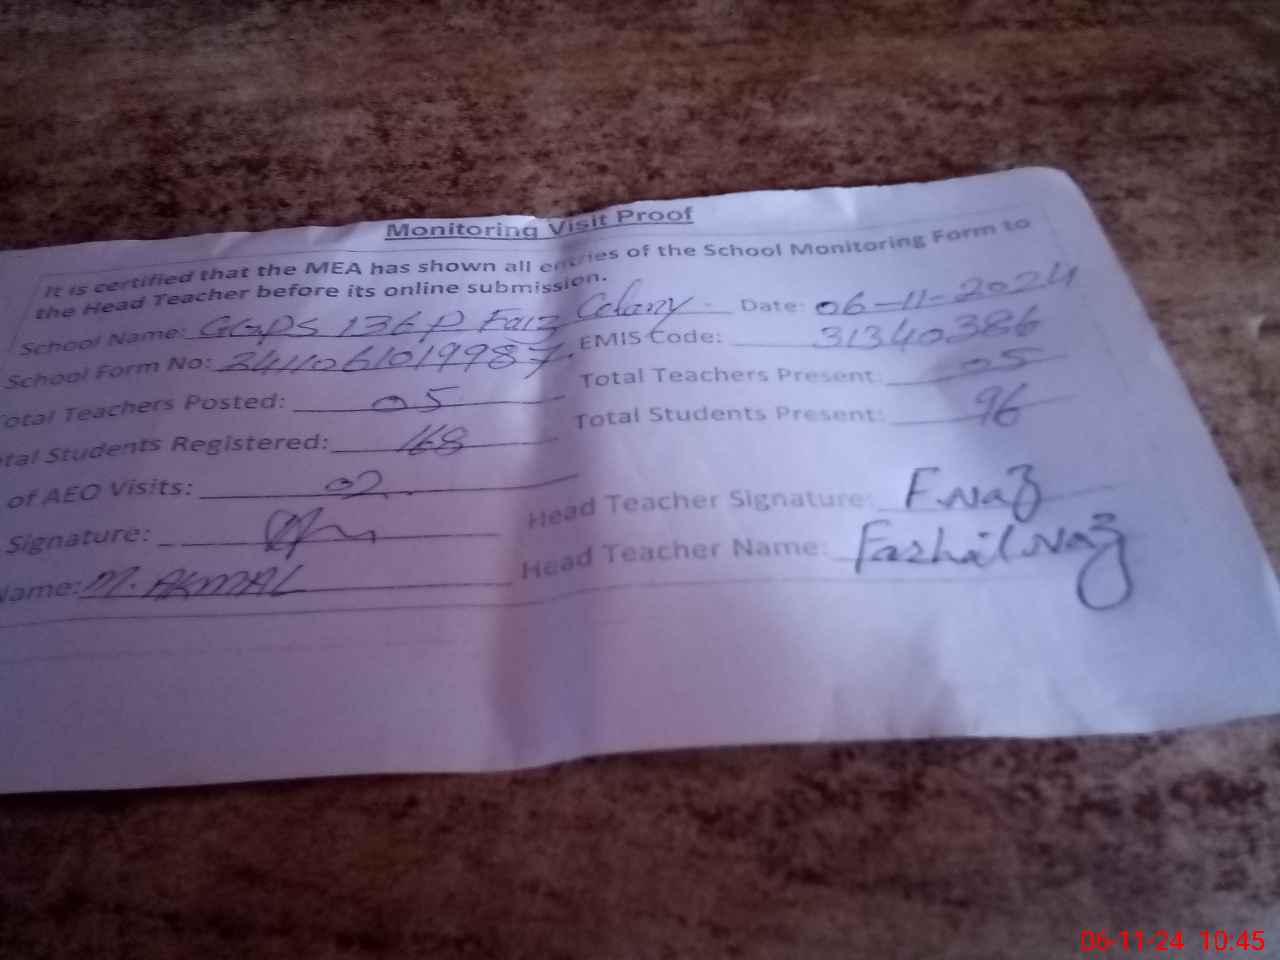 Monitoring Visit Proof
It is certified that the MEA has shown all entries of the School Monitoring Form to
the Head Teacher before its online submission.
School Name: GGPS 136 P Faiz Colany Date: 06-11-2024
School Form No: 2411061019987 EMIS Code: 31340386
otal Teachers Posted: 05 Total Teachers Present: 05
tal Students Registered: 168 Total Students Present: 96
of AEO Visits: 02
Signature: Head Teacher Signature: F.Naz
Name: M. AKMAL Head Teacher Name: Fazhil Naz
06-11-24 10:45